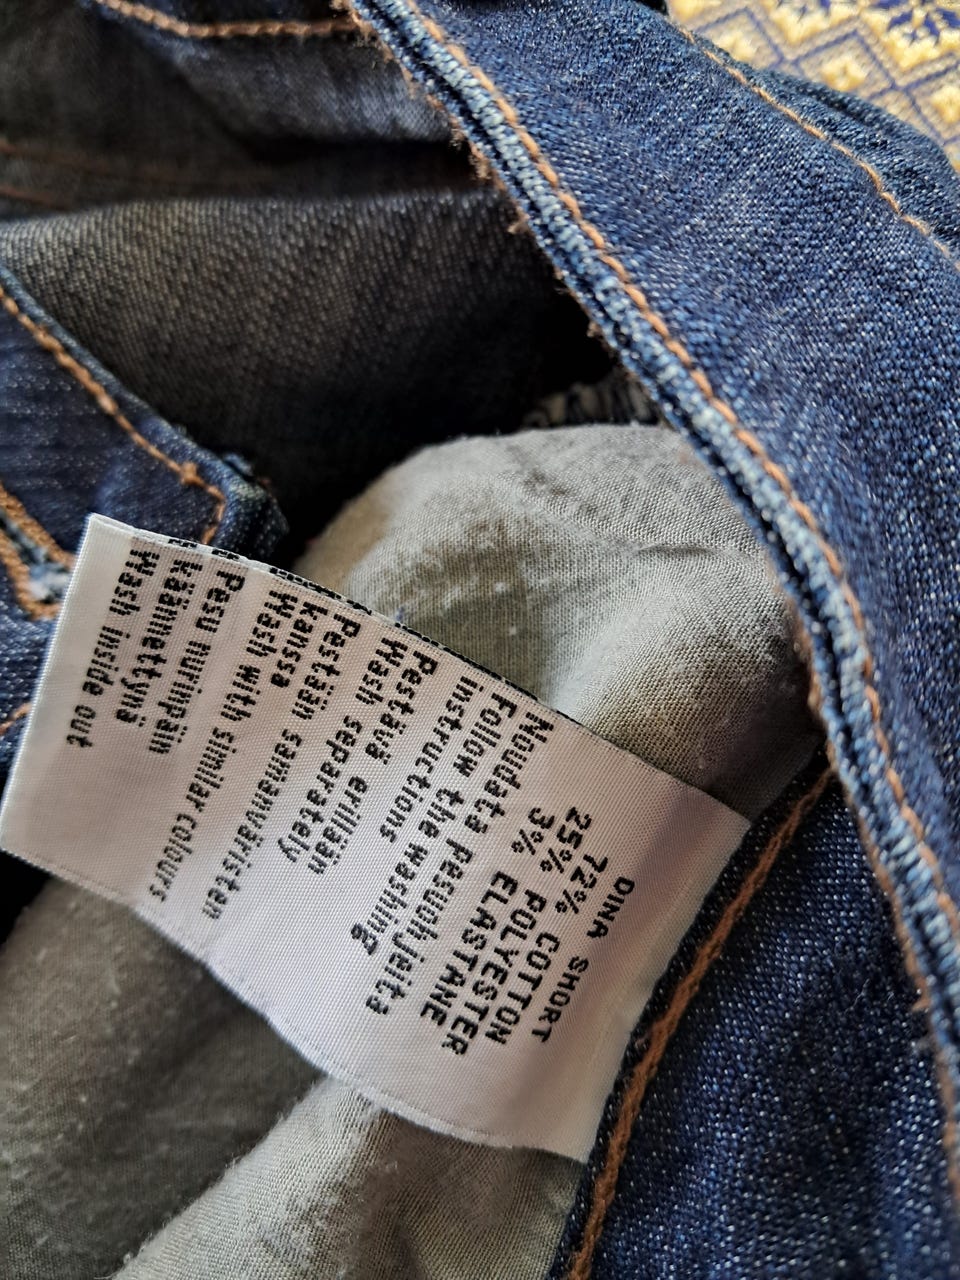 DINA SHORT
72% COTTON
25% POLYESTER
3% ELASTANE
Noudata pesuohjeita
Follow the washing
instructions
Pestävä erillään
Wash separately
Pestään samanväristen
kanssa
Wash with similar colours
Pesu nurinpäin
käännettynä
Wash inside out